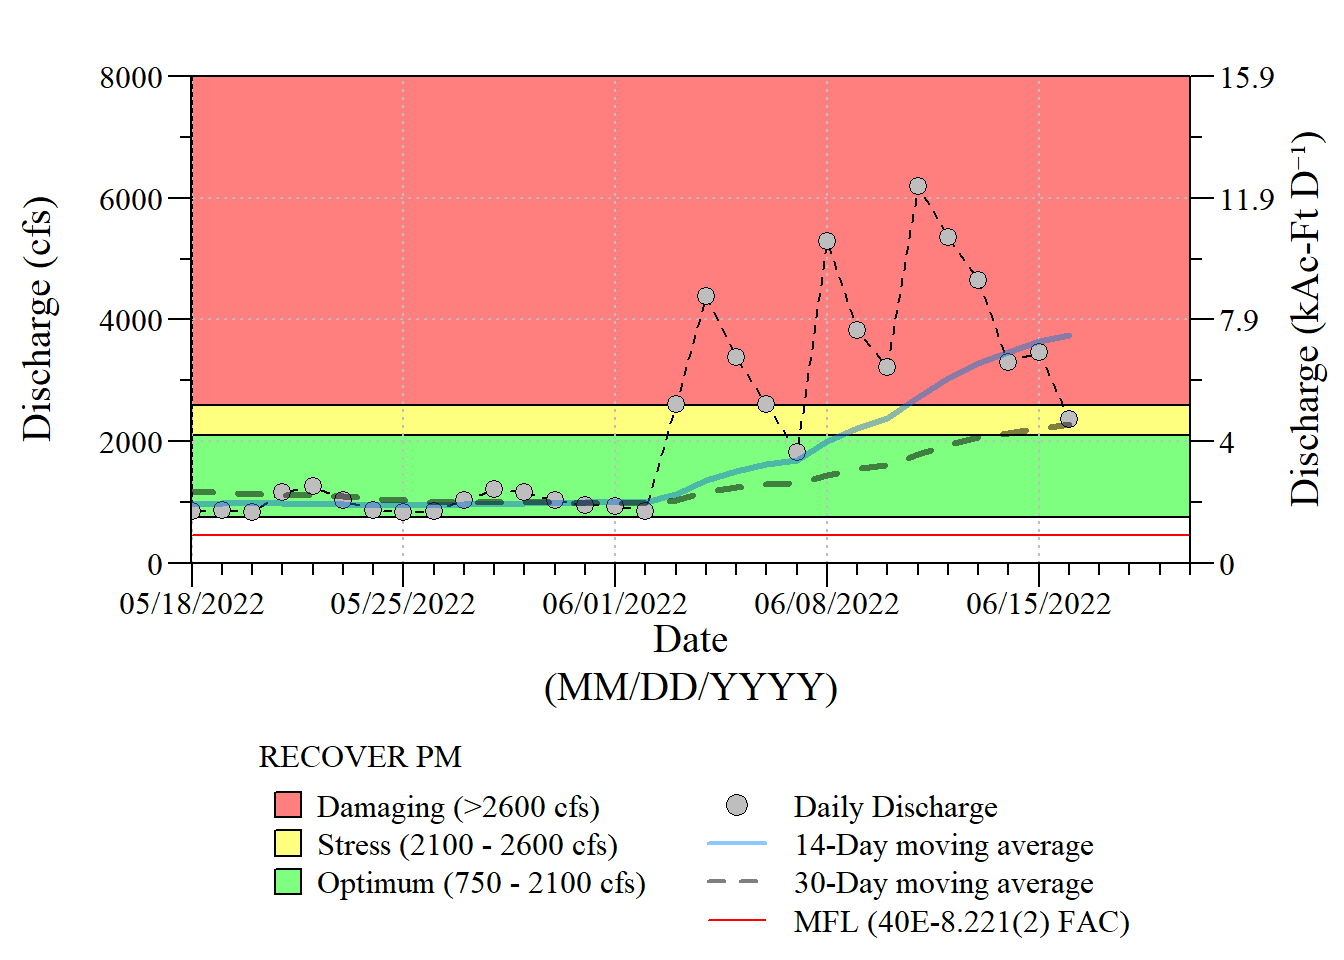 8000
6000
4000
2000
0
Discharge (cfs)
15.9
11.9
7.9
4
0
Discharge (kAc-Ft D⁻¹)
05/18/2022 05/25/2022 06/01/2022 06/08/2022 06/15/2022
Date
(MM/DD/YYYY)
RECOVER PM
Damaging (>2600 cfs)
Stress (2100 - 2600 cfs)
Optimum (750 - 2100 cfs)
Daily Discharge
14-Day moving average
30-Day moving average
MFL (40E-8.221(2) FAC)